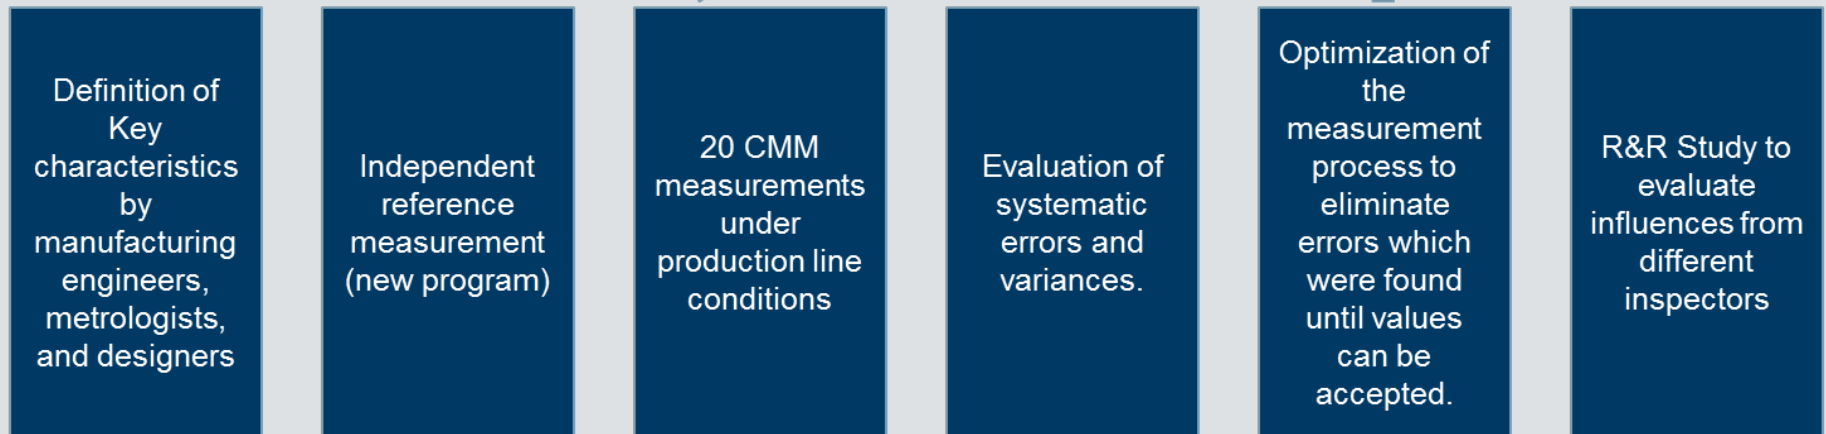 Definition of
Key
characteristics
by
manufacturing
engineers,
metrologists,
and designers
Independent
reference
measurement
(new program)
20 CMM
measurements
under
production line
conditions
Evaluation of
systematic
errors and
variances.
Optimization of
the
measurement
process to
eliminate
errors which
were found
until values
can be
accepted.
R&R Study to
evaluate
influences from
different
inspectors